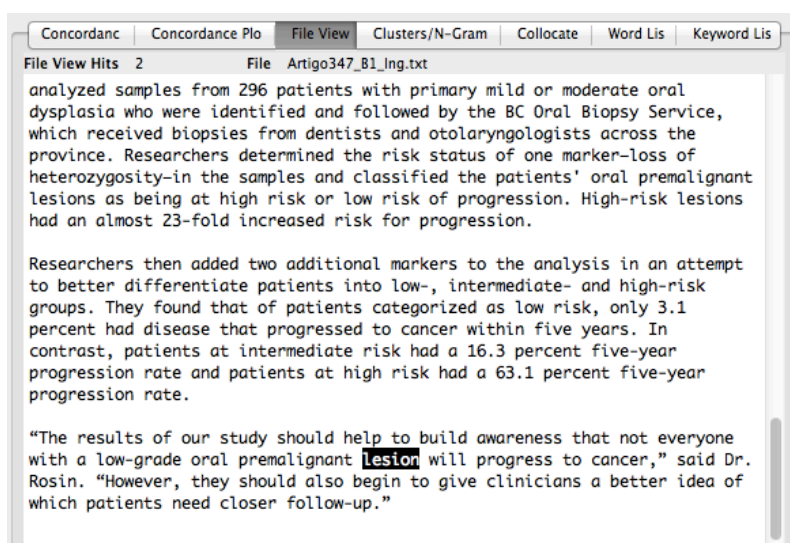 Concordanc Concordance Plo File View Clusters/N-Gram Collocate Word Lis Keyword Lis
File View Hits 2 File Artigo347_B1_Ing.txt
analyzed samples from 296 patients with primary mild or moderate oral
dysplasia who were identified and followed by the BC Oral Biopsy Service,
which received biopsies from dentists and otolaryngologists across the
province. Researchers determined the risk status of one marker—loss of
heterozygosity—in the samples and classified the patients' oral premalignant
lesions as being at high risk or low risk of progression. High-risk lesions
had an almost 23-fold increased risk for progression.
Researchers then added two additional markers to the analysis in an attempt
to better differentiate patients into low-, intermediate- and high-risk
groups. They found that of patients categorized as low risk, only 3.1
percent had disease that progressed to cancer within five years. In
contrast, patients at intermediate risk had a 16.3 percent five-year
progression rate and patients at high risk had a 63.1 percent five-year
progression rate.
“The results of our study should help to build awareness that not everyone
with a low-grade oral premalignant lesion will progress to cancer,” said Dr.
Rosin. “However, they should also begin to give clinicians a better idea of
which patients need closer follow-up.”